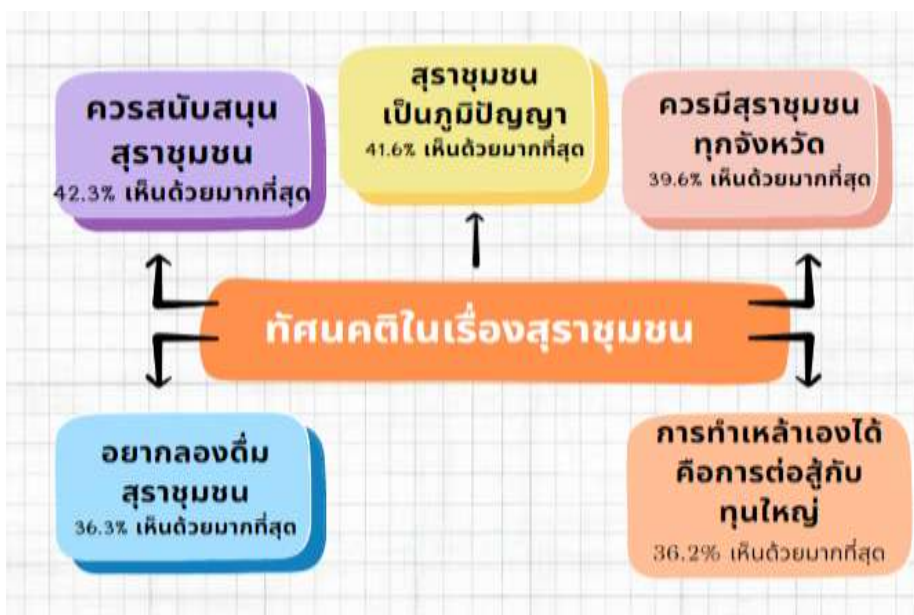 ควรสนับสนุน
สุราชุมชน
42.3% เห็นด้วยมากที่สุด
สุราชุมชน
เป็นภูมิปัญญา
41.6% เห็นด้วยมากที่สุด
ควรมีสุราชุมชน
ทุกจังหวัด
39.6% เห็นด้วยมากที่สุด
ทัศนคติในเรื่องสุราชุมชน
อยากลองดื่ม
สุราชุมชน
36.3% เห็นด้วยมากที่สุด
การทำเหล้าเองได้
คือการต่อสู้กับ
ทุนใหญ่
36.2% เห็นด้วยมากที่สุด